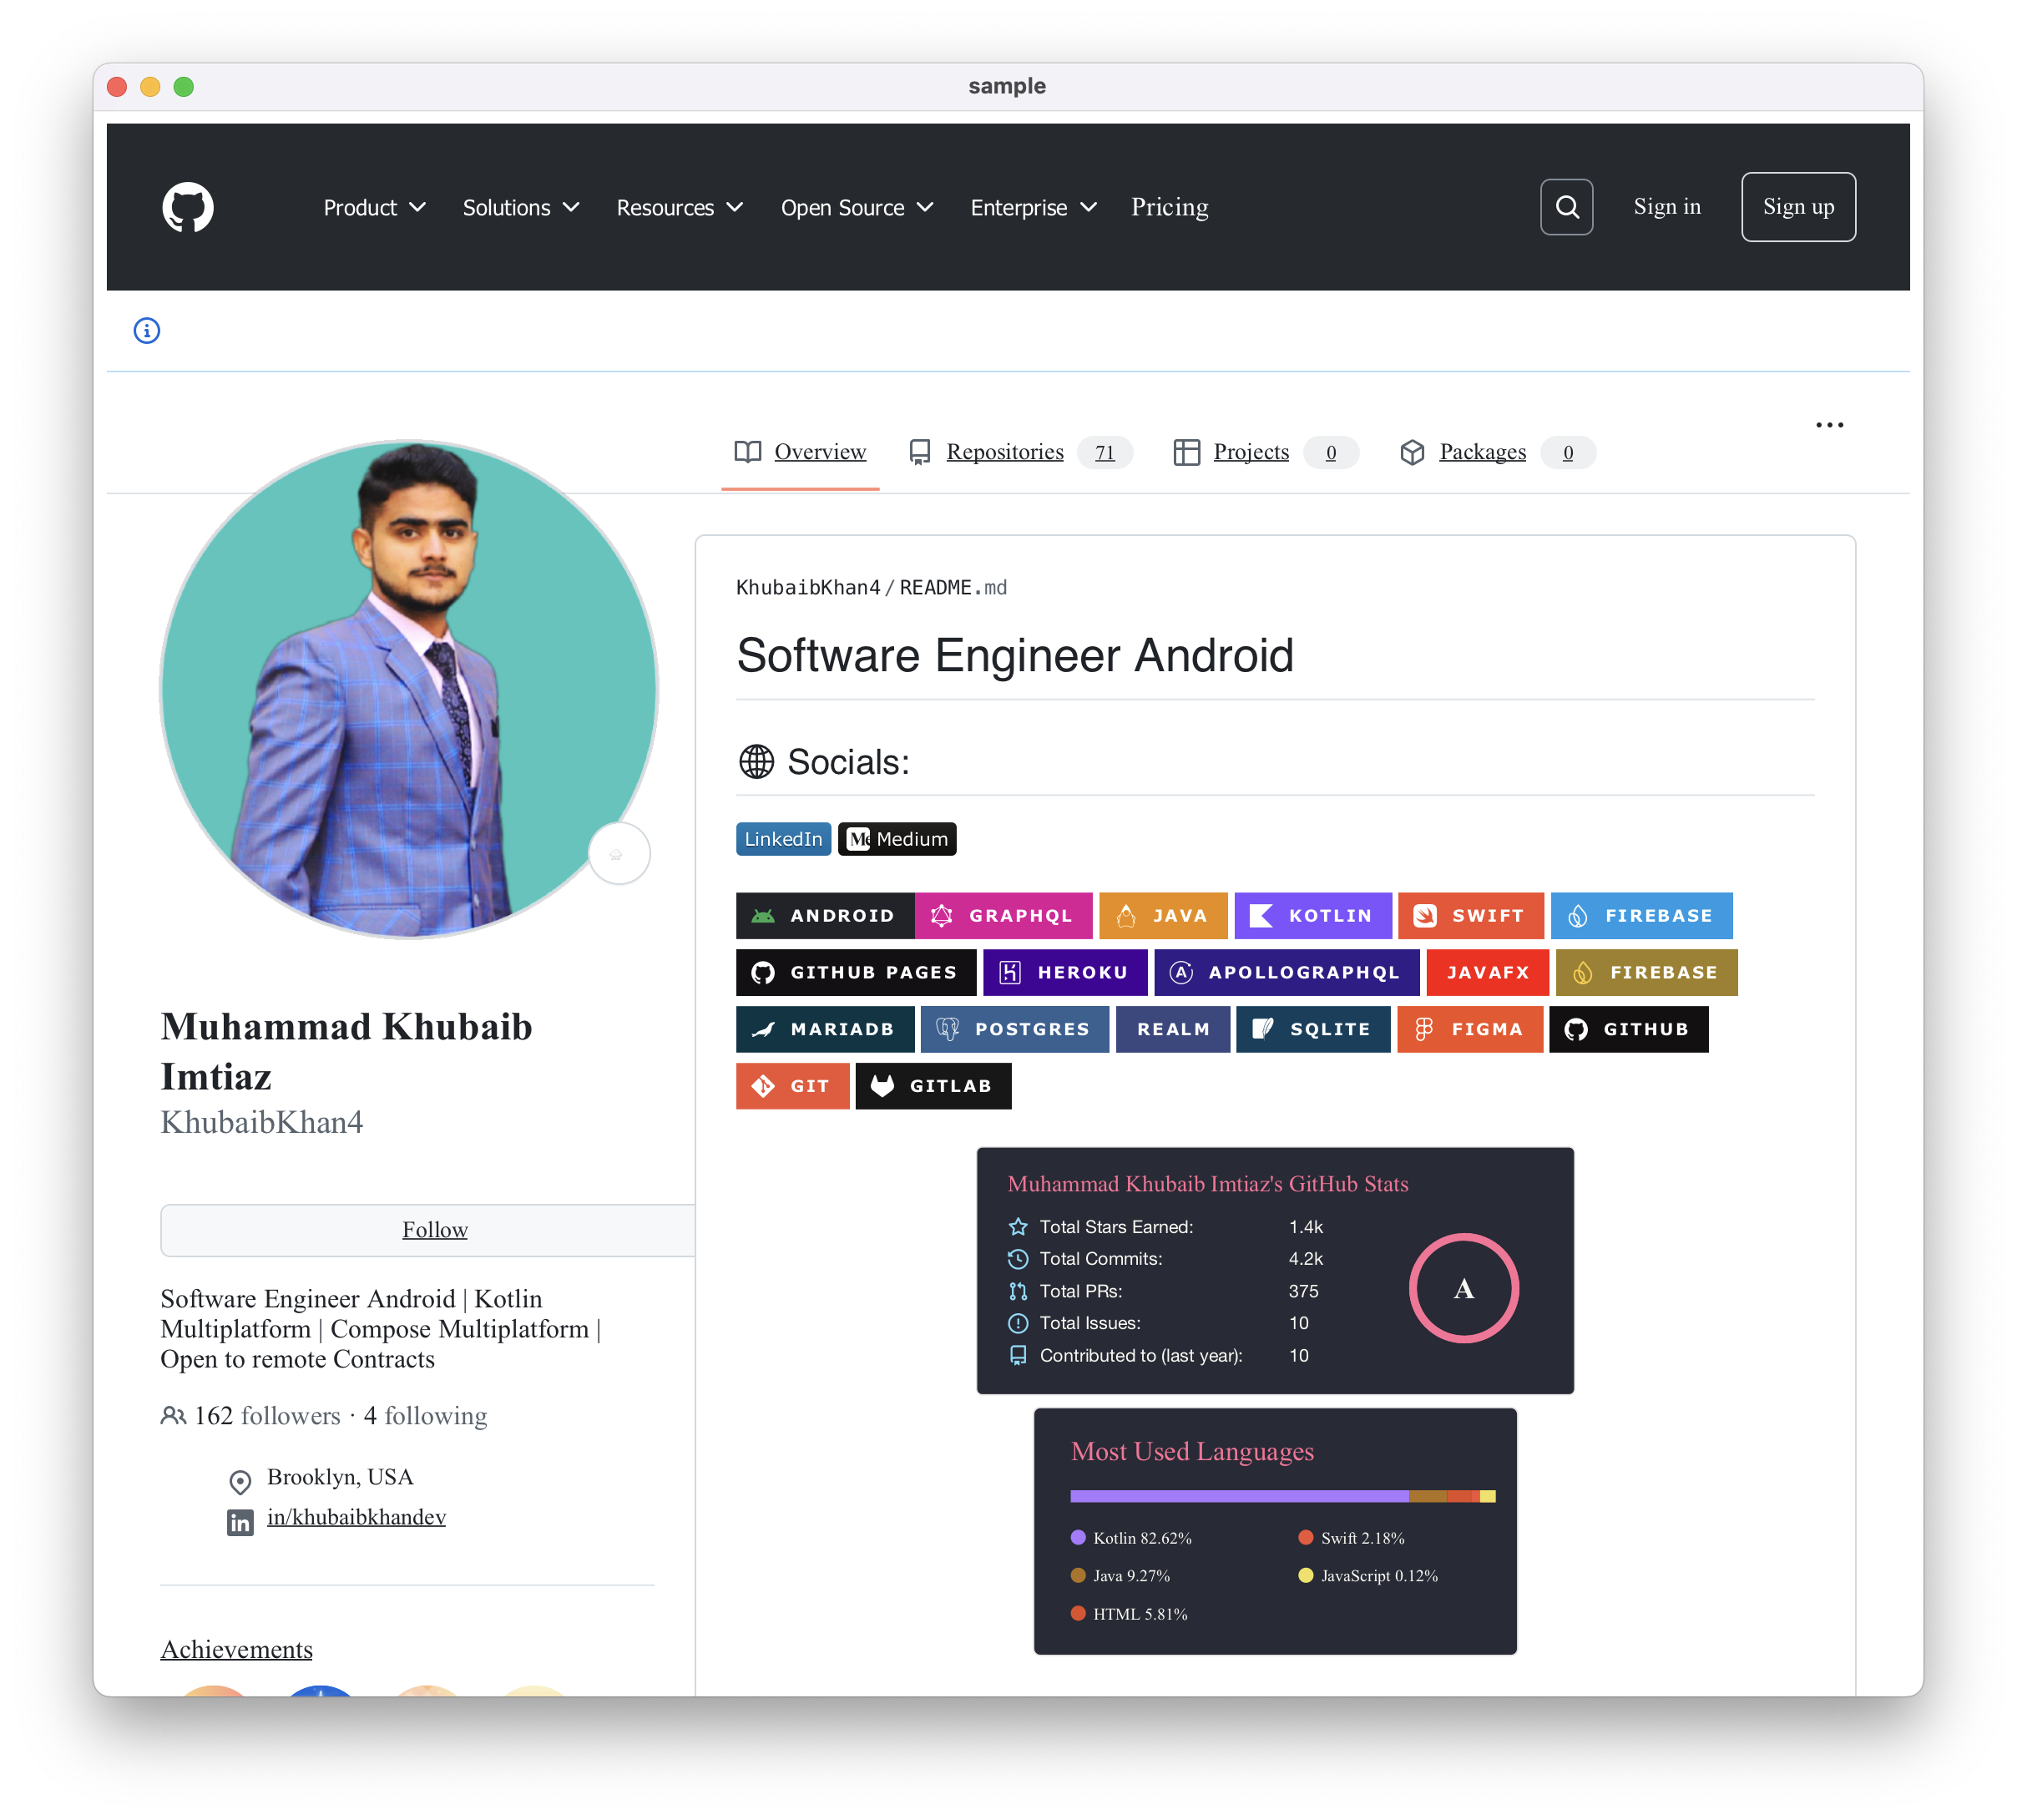 sample
Product Solutions Resources Open Source Enterprise Pricing Sign in Sign up
Overview Repositories 71 Projects 0 Packages 0
Muhammad Khubaib
Imtiaz
KhubaibKhan4
Follow
Software Engineer Android | Kotlin
Multiplatform | Compose Multiplatform |
Open to remote Contracts
162 followers · 4 following
Brooklyn, USA
in/khubaibkhandev
Achievements
KhubaibKhan4/README.md
Software Engineer Android
Socials:
LinkedIn Medium
ANDROID GRAPHQL JAVA KOTLIN SWIFT FIREBASE
GITHUB PAGES HEROKU APOLLOGRAPHQL JAVAFX FIREBASE
MARIADB POSTGRES REALM SQLITE FIGMA GITHUB
GIT GITLAB
Muhammad Khubaib Imtiaz's GitHub Stats
Total Stars Earned: 1.4k
Total Commits: 4.2k
Total PRs: 375
Total Issues: 10
Contributed to (last year): 10
A
Most Used Languages
Kotlin 82.62% Swift 2.18%
Java 9.27% JavaScript 0.12%
HTML 5.81%